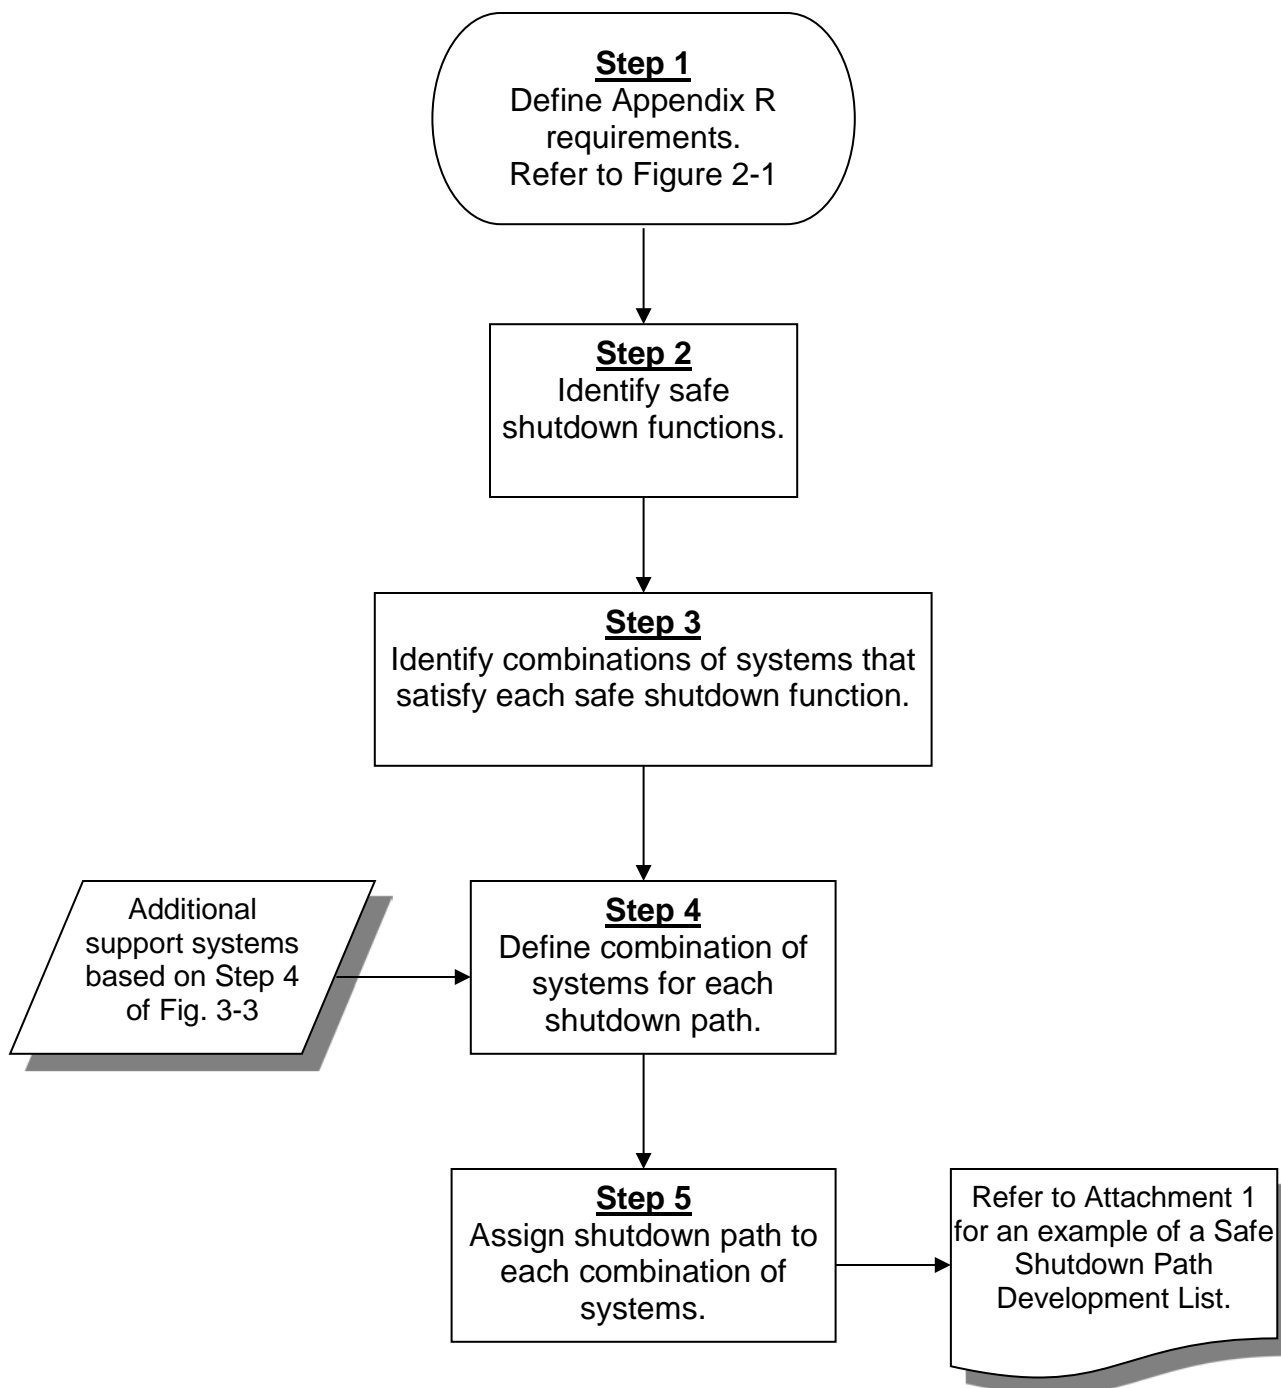 Step 1
Define Appendix R
requirements.
Refer to Figure 2-1
Step 2
Identify safe
shutdown functions.
Step 3
Identify combinations of systems that
satisfy each safe shutdown function.
Additional
support systems
based on Step 4
of Fig. 3-3
Step 4
Define combination of
systems for each
shutdown path.
Step 5
Assign shutdown path to
each combination of
systems.
Refer to Attachment 1
for an example of a Safe
Shutdown Path
Development List.